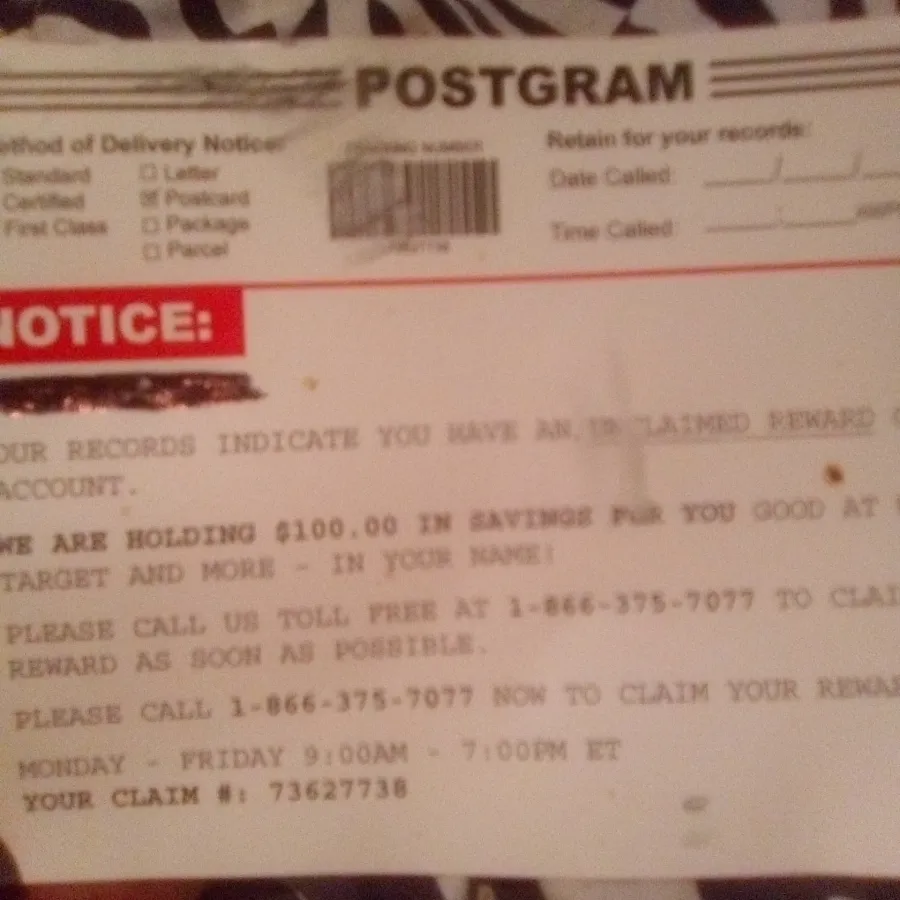 POSTGRAM
ethod of Delivery Notice
Standard
Certified
First Class
Letter
Postcard
Package
Parcel
NUMBER
Retain for your records:
Date Called:
Time Called:
NOTICE:
OUR RECORDS INDICATE YOU HAVE AN UNCLAIMED REWARD
ACCOUNT.
WE ARE HOLDING $100.00 IN SAVINGS FOR YOU GOOD AT
TARGET AND MORE - IN YOUR NAME!
PLEASE CALL US TOLL FREE AT 1-866-375-7077 TO CLAI
REWARD AS SOON AS POSSIBLE.
PLEASE CALL 1-866-375-7077 NOW TO CLAIM YOUR REWA
MONDAY - FRIDAY 9:00AM - 7:00PM ET
YOUR CLAIM #: 73627738